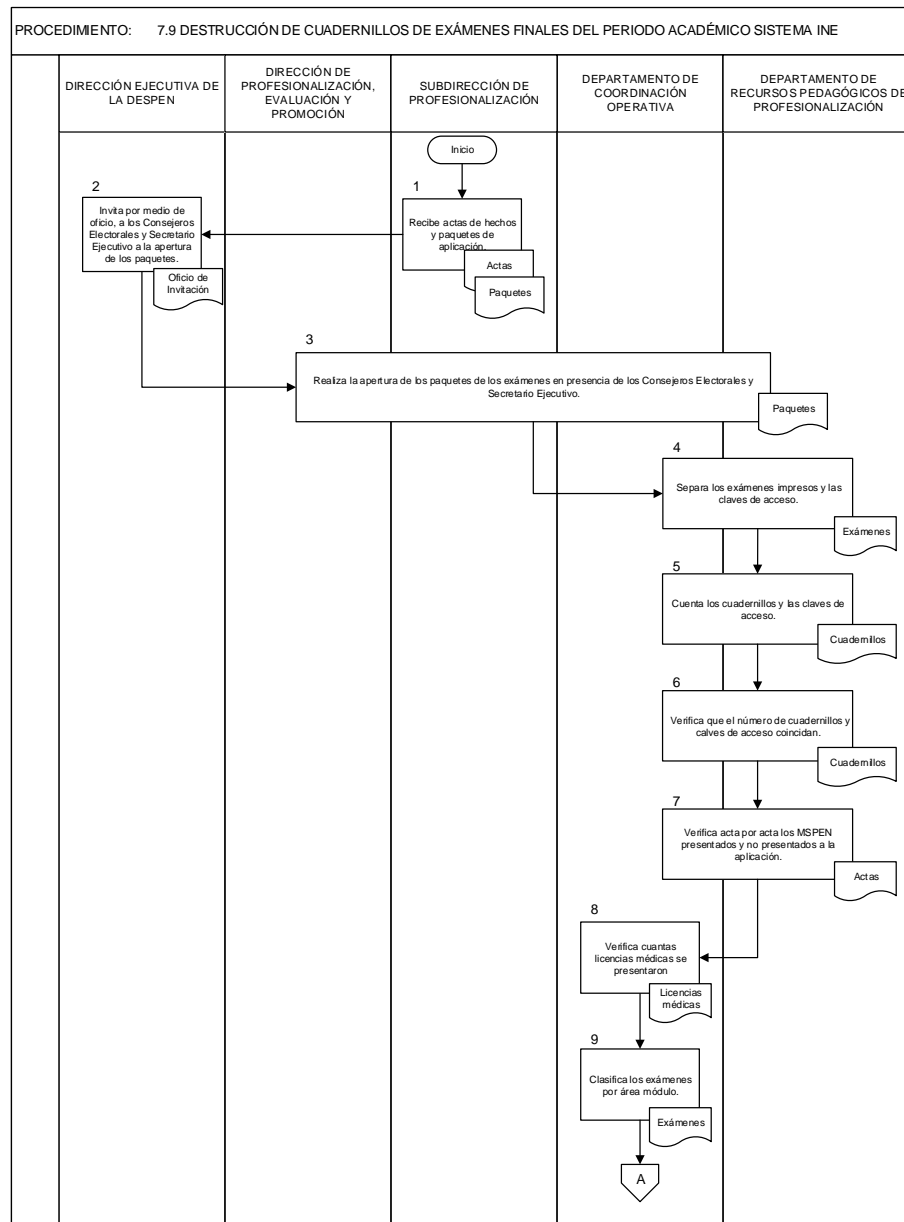 PROCEDIMIENTO: 7.9 DESTRUCCIÓN DE CUADERNILLOS DE EXÁMENES FINALES DEL PERIODO ACADÉMICO SISTEMA INE
DIRECCIÓN EJECUTIVA DE
LA DESPEN
DIRECCIÓN DE
PROFESIONALIZACIÓN,
EVALUACIÓN Y
PROMOCIÓN
SUBDIRECCIÓN DE
PROFESIONALIZACIÓN
DEPARTAMENTO DE
COORDINACIÓN
OPERATIVA
DEPARTAMENTO DE
RECURSOS PEDAGÓGICOS DE
PROFESIONALIZACIÓN
Inicio
1
Recibe actas de hechos
y paquetes de
aplicación.
Actas
Paquetes
2
Invita por medio de
oficio, a los Consejeros
Electorales y Secretario
Ejecutivo a la apertura
de los paquetes.
Oficio de
Invitación
3
Realiza la apertura de los paquetes de los exámenes en presencia de los Consejeros Electorales y
Secretario Ejecutivo.
Paquetes
4
Separa los exámenes impresos y las
claves de acceso.
Exámenes
5
Cuenta los cuadernillos y las claves de
acceso.
Cuadernillos
6
Verifica que el número de cuadernillos y
calves de acceso coincidan.
Cuadernillos
7
Verifica acta por acta los MSPEN
presentados y no presentados a la
aplicación.
Actas
8
Verifica cuantas
licencias médicas se
presentaron
Licencias
médicas
9
Clasifica los exámenes
por área módulo.
Exámenes
A